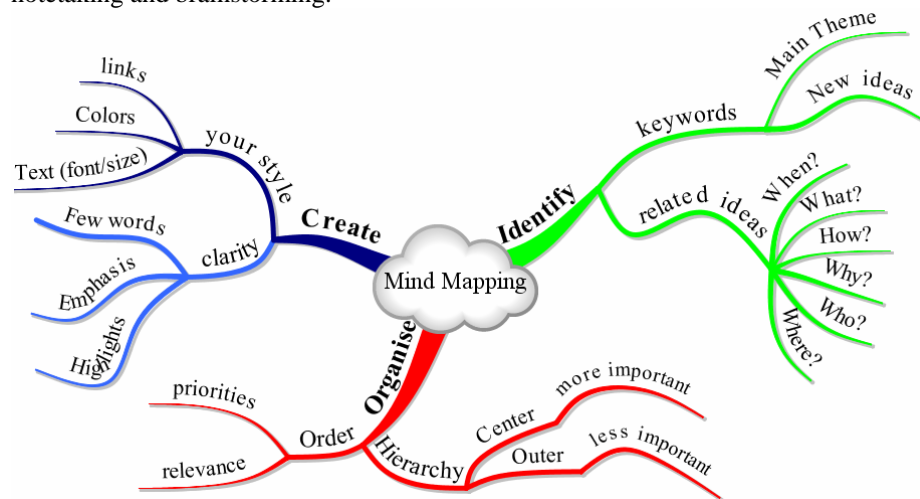 notetaking and brainstorming.
links
Colors
Text (font/size)
your style
Few words
Emphasis
Highlights
clarity
Create
Mind Mapping
Identify
keywords
Main Theme
New ideas
related ideas
When?
What?
How?
Why?
Who?
Where?
Organise
Order
priorities
relevance
Hierarchy
Center
more important
Outer
less important